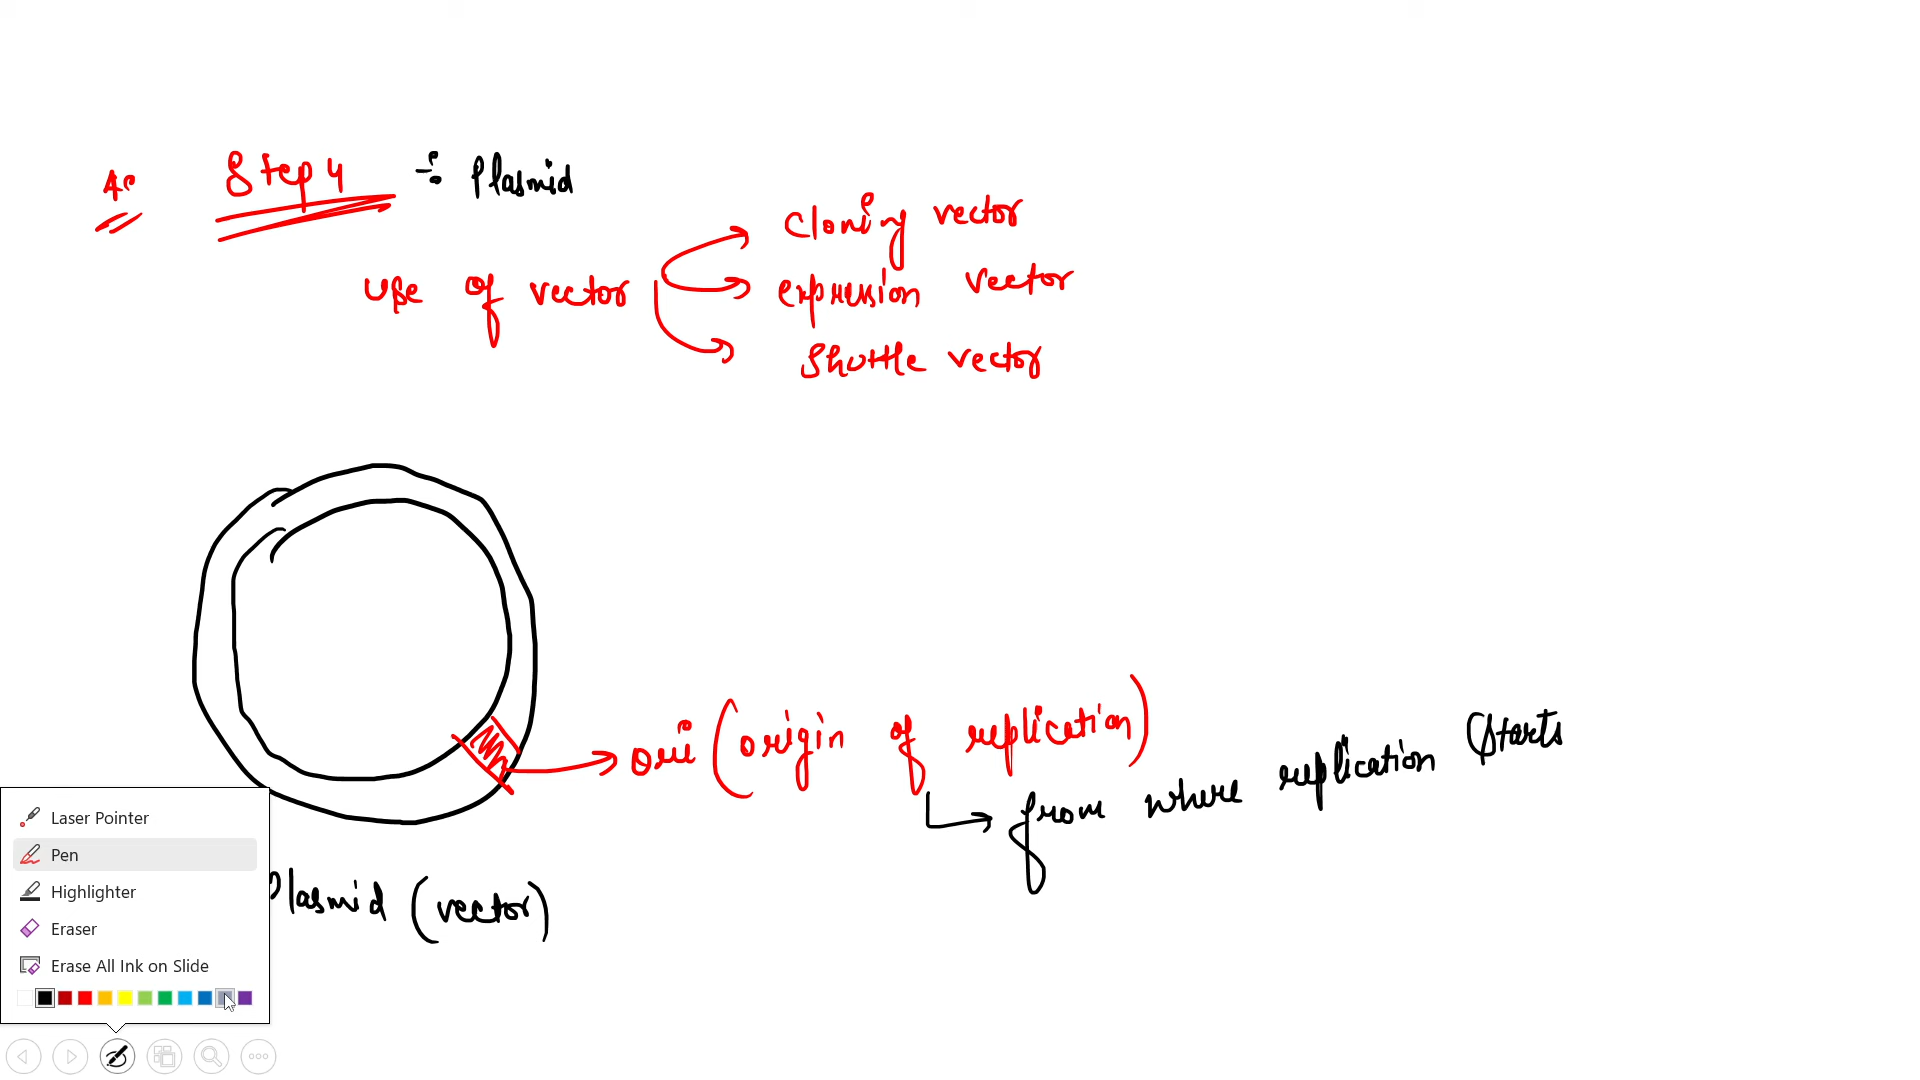 Step 4 ÷ Plasmid
Cloning vector
use of vector
expression vector
Shuttle vector
ori (origin of replication)
from where replication starts
Plasmid (vector)
Laser Pointer
Pen
Highlighter
Eraser
Erase All Ink on Slide